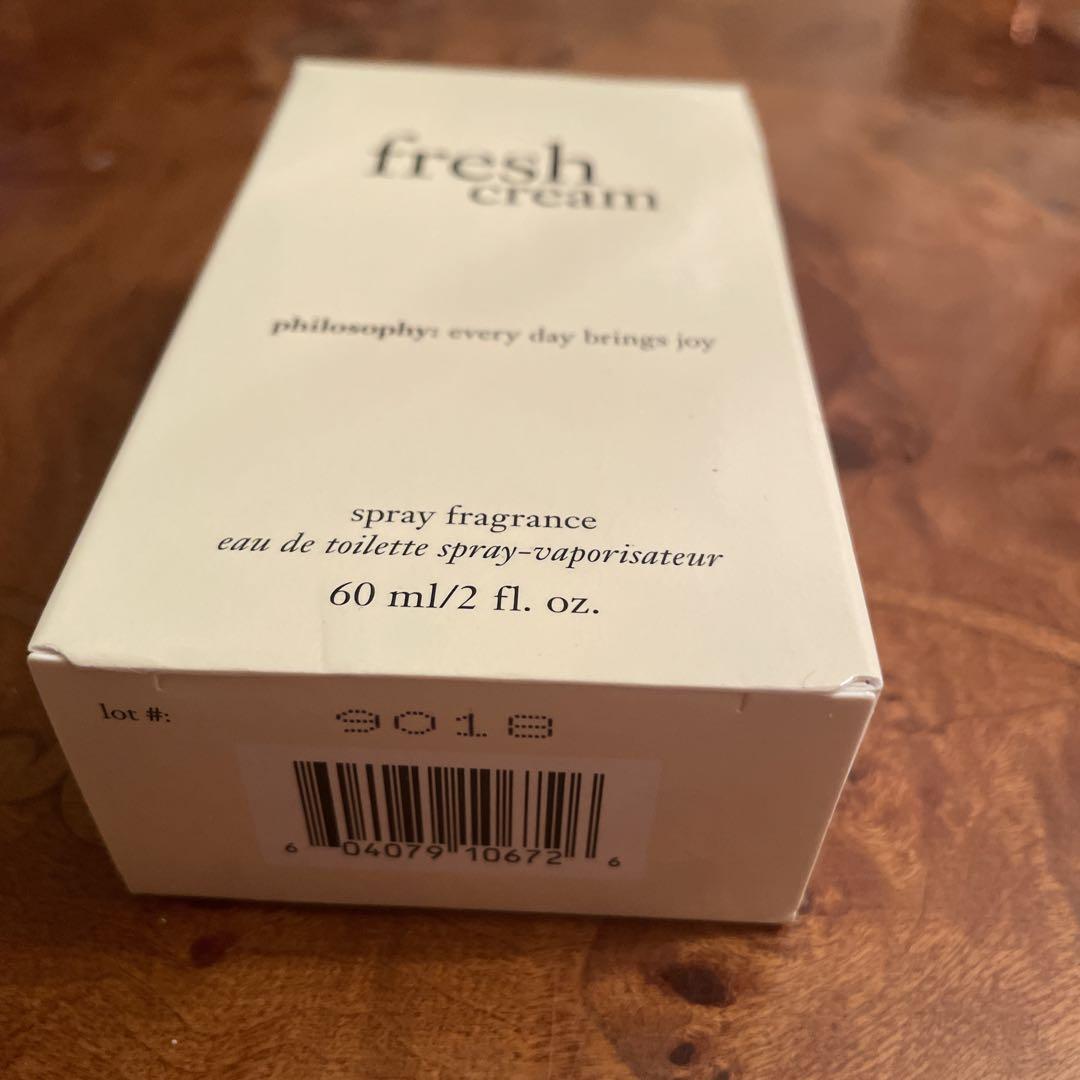 fresh
cream
philosophy: every day brings joy
spray fragrance
eau de toilette spray-vaporisateur
60 ml/2 fl. oz.
lot #: 9018
6 04079 10672 6